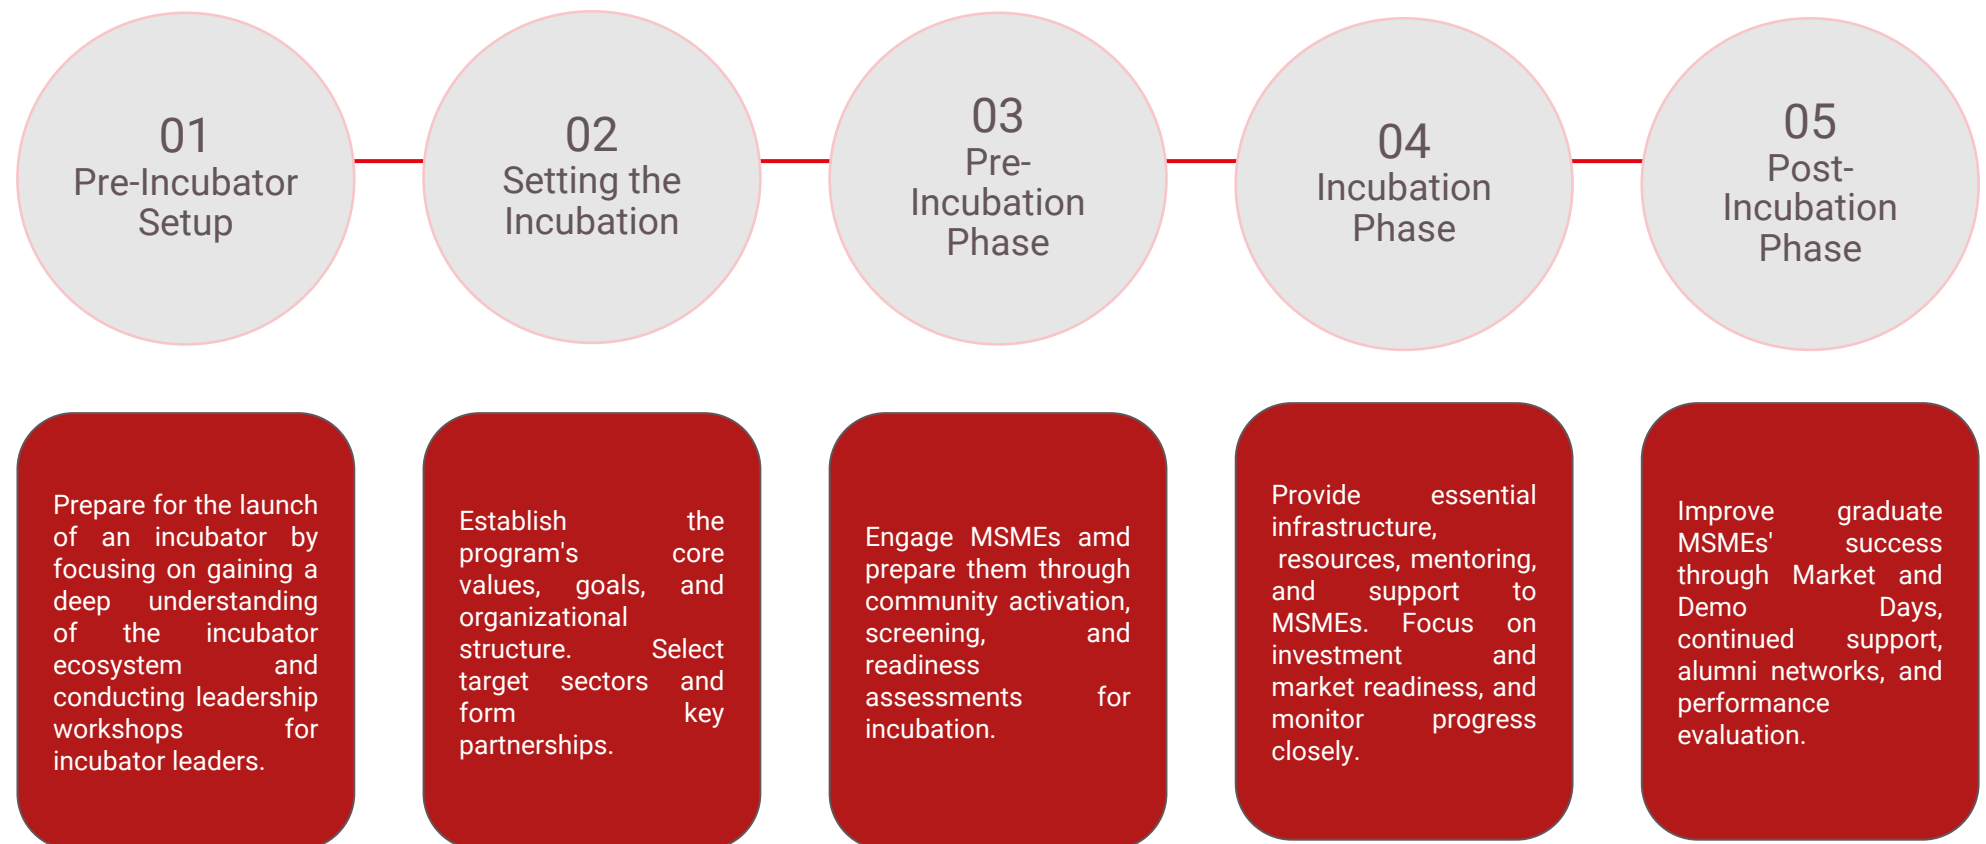 01
Pre-Incubator
Setup
02
Setting the
Incubation
03
Pre-
Incubation
Phase
04
Incubation
Phase
05
Post-
Incubation
Phase
Prepare for the launch
of an incubator by
focusing on gaining a
deep understanding
of the incubator
ecosystem and
conducting leadership
workshops for
incubator leaders.
Establish the
program's core
values, goals, and
organizational
structure. Select
target sectors and
form key
partnerships.
Engage MSMEs amd
prepare them through
community activation,
screening, and
readiness
assessments for
incubation.
Provide essential
infrastructure,
resources, mentoring,
and support to
MSMEs. Focus on
investment and
market readiness, and
monitor progress
closely.
Improve graduate
MSMEs' success
through Market and
Demo Days,
continued support,
alumni networks, and
performance
evaluation.